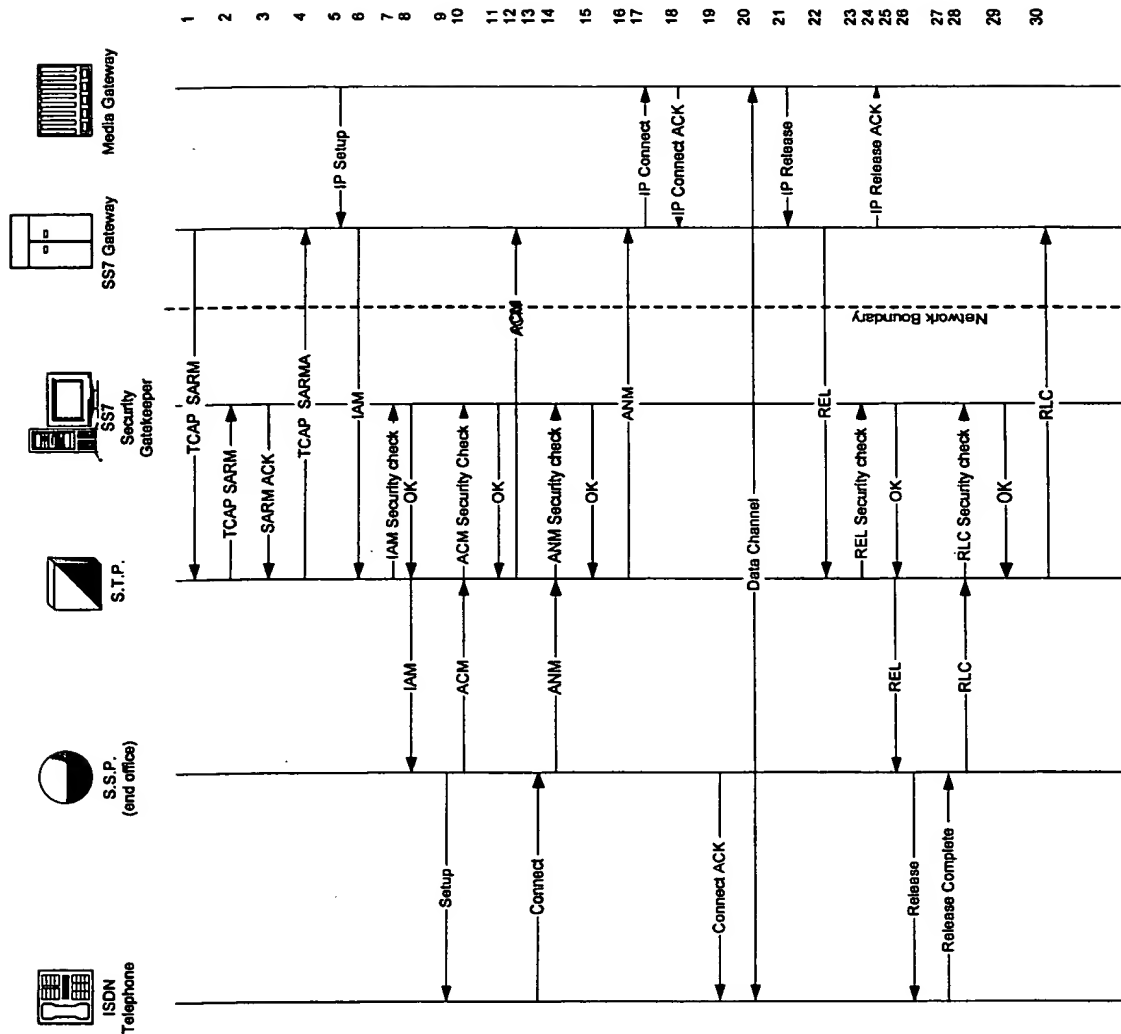 1
2
3
4
5
6
7
8
9
10
11
12
13
14
15
16
17
18
19
20
21
22
23
24
25
26
27
28
29
30
Media Gateway
SS7 Gateway
SS7
Security
Gatekeeper
S.T.P.
S.S.P.
(end office)
ISDN
Telephone
TCAP SARM
TCAP SARM
SARM ACK
TCAP SARMA
IP Setup
IAM
IAM Security check
OK
IAM
Setup
ACM
ACM Security Check
OK
ACM
Connect
ANM
ANM Security check
OK
ANM
IP Connect
IP Connect ACK
Connect ACK
Data Channel
IP Release
REL
REL Security check
IP Release ACK
OK
REL
Release
Release Complete
RLC
RLC Security check
OK
RLC
Network Boundary